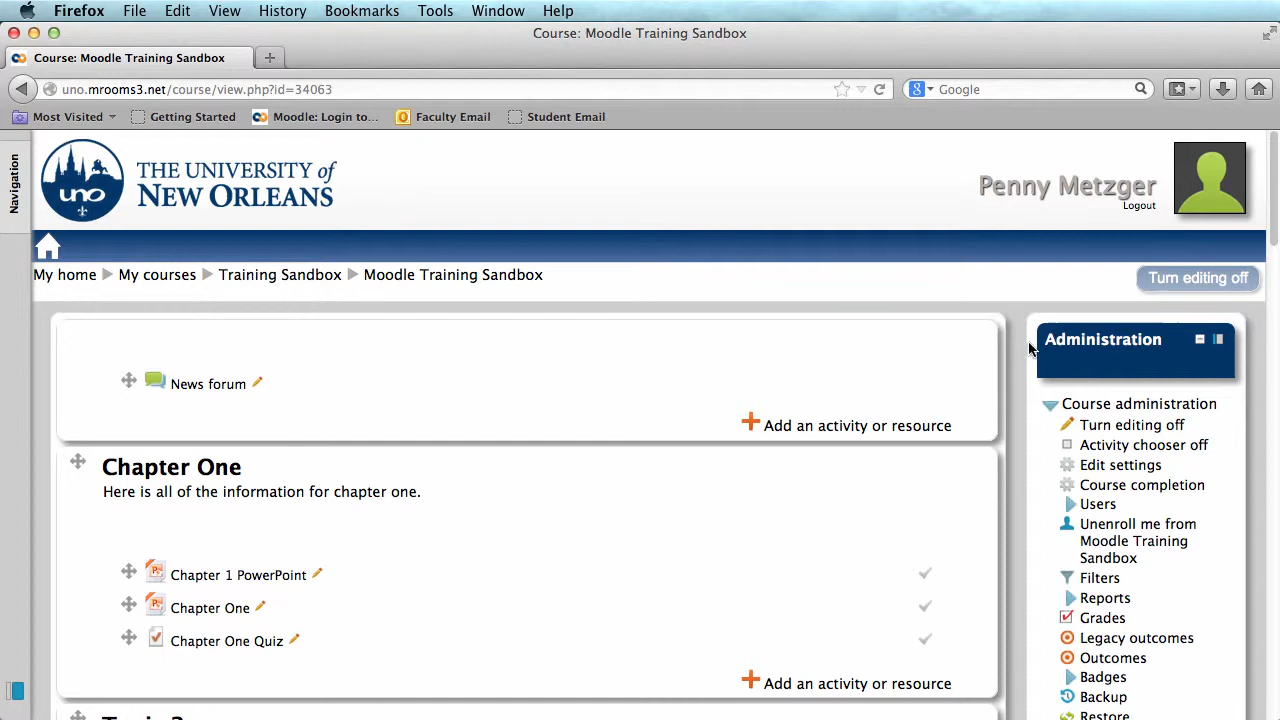 Firefox File Edit View History Bookmarks Tools Window Help
Course: Moodle Training Sandbox
Course: Moodle Training Sandbox
uno.mrooms3.net/course/view.php?id=34063
Google
Most Visited Getting Started Moodle: Login to... Faculty Email Student Email
Navigation
uno
THE UNIVERSITY of
NEW ORLEANS
Penny Metzger
Logout
My home My courses Training Sandbox Moodle Training Sandbox
Turn editing off
News forum
Add an activity or resource
Chapter One
Here is all of the information for chapter one.
Chapter 1 PowerPoint
Chapter One
Chapter One Quiz
Add an activity or resource
Administration
Course administration
Turn editing off
Activity chooser off
Edit settings
Course completion
Users
Unenroll me from
Moodle Training
Sandbox
Filters
Reports
Grades
Legacy outcomes
Outcomes
Badges
Backup
Restore